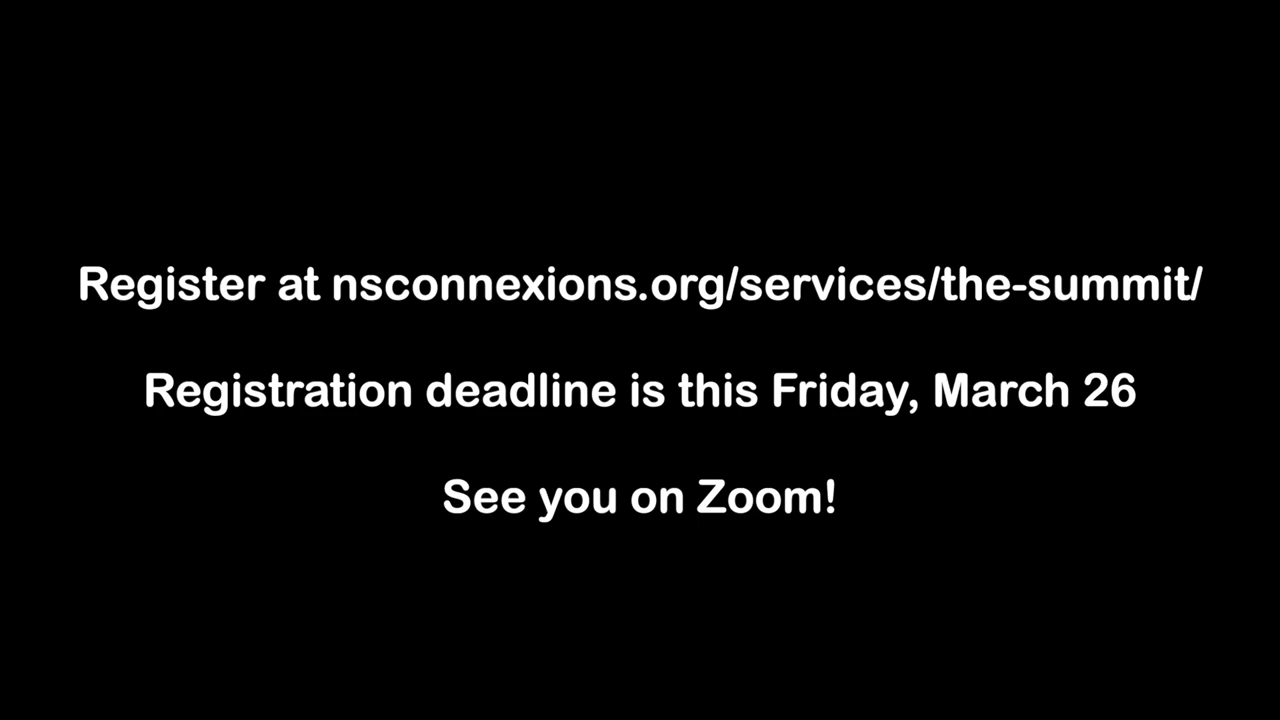 Register at nsconnexions.org/services/the-summit/
Registration deadline is this Friday, March 26
See you on Zoom!